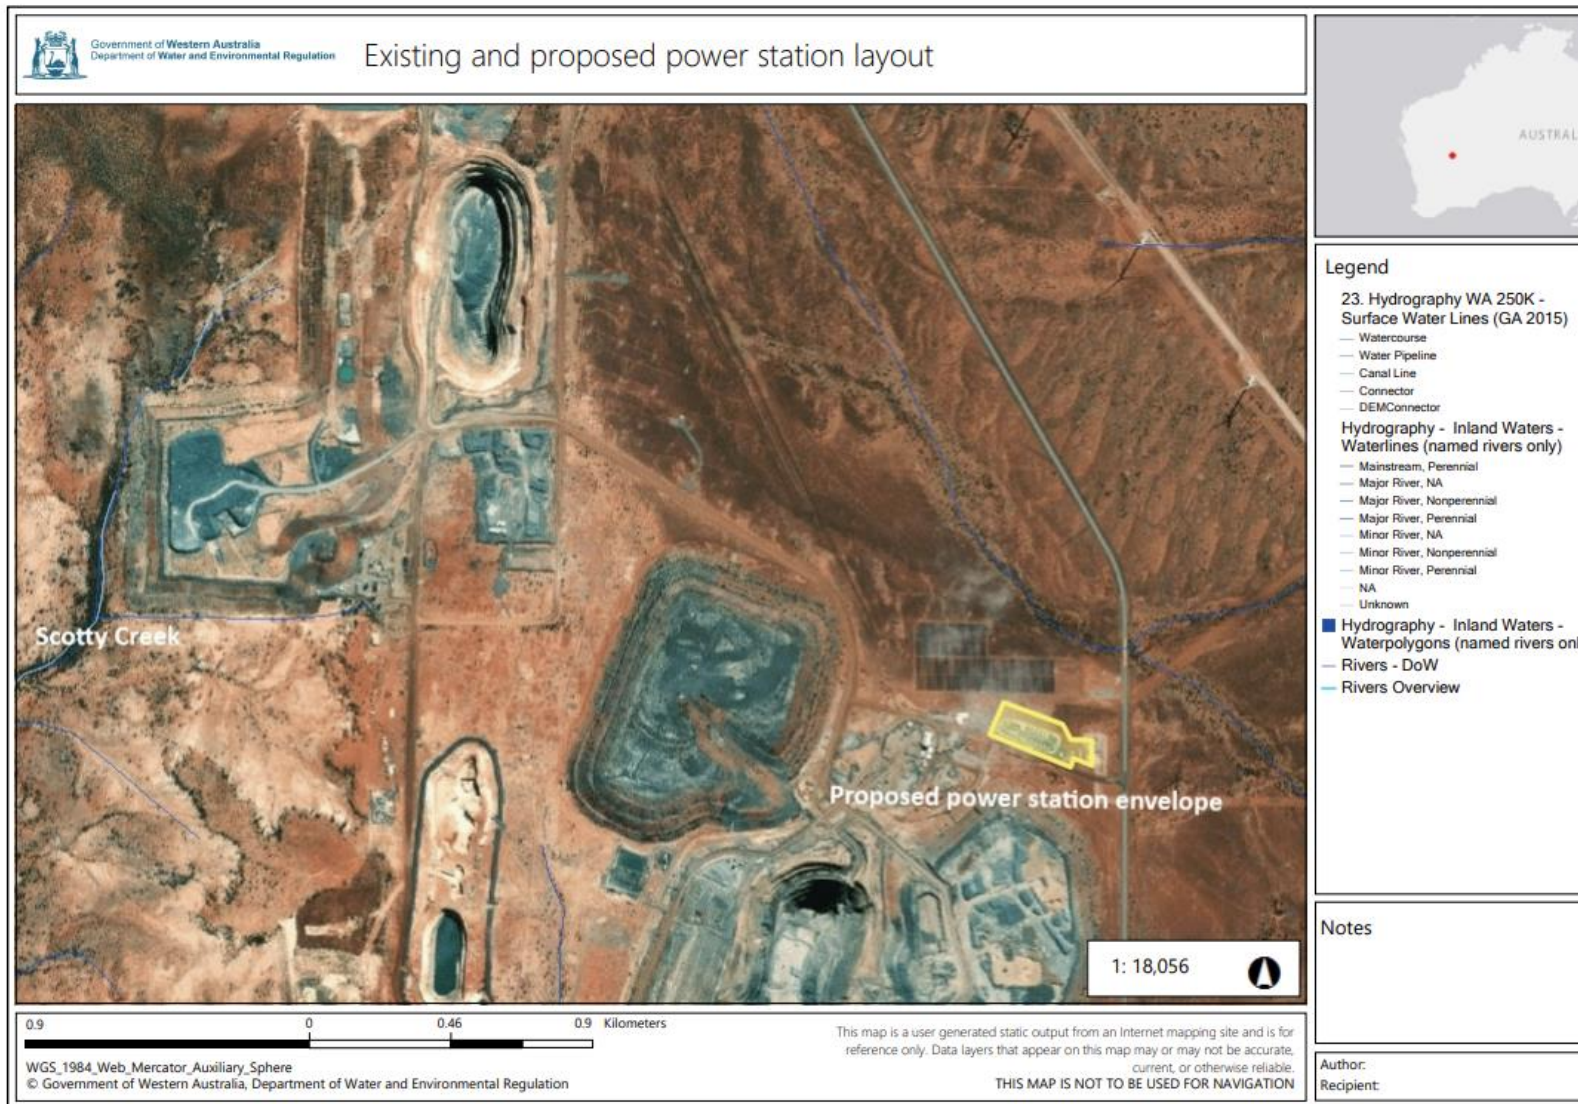 Government of Western Australia
Department of Water and Environmental Regulation
Existing and proposed power station layout
AUSTRAL
Legend
23. Hydrography WA 250K -
Surface Water Lines (GA 2015)
Watercourse
Water Pipeline
Canal Line
Connector
DEMConnector
Hydrography - Inland Waters -
Waterlines (named rivers only)
Mainstream, Perennial
Major River, NA
Major River, Nonperennial
Major River, Perennial
Minor River, NA
Minor River, Nonperennial
Minor River, Perennial
NA
Unknown
Hydrography - Inland Waters -
Waterpolygons (named rivers onl
Rivers - DoW
Rivers Overview
Scotty Creek
Proposed power station envelope
1: 18,056
Notes
0.9 0 0.46 0.9 Kilometers
WGS_1984_Web_Mercator_Auxiliary_Sphere
© Government of Western Australia, Department of Water and Environmental Regulation
This map is a user generated static output from an Internet mapping site and is for
reference only. Data layers that appear on this map may or may not be accurate,
current, or otherwise reliable.
THIS MAP IS NOT TO BE USED FOR NAVIGATION
Author:
Recipient: